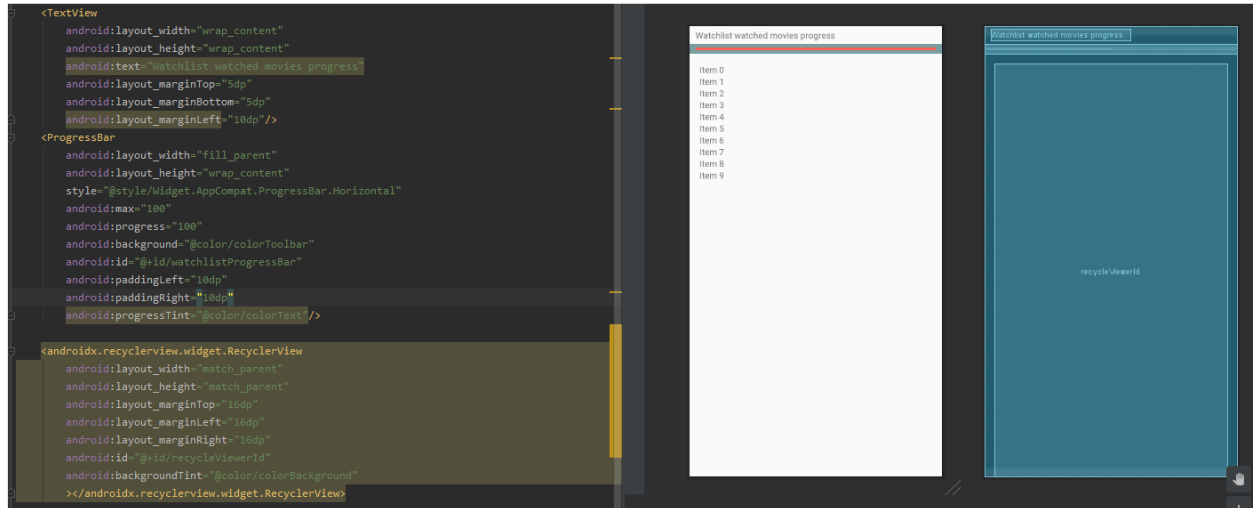 <TextView
android:layout_width="wrap_content"
android:layout_height="wrap_content"
android:text="Watchlist watched movies progress"
android:layout_marginTop="5dp"
android:layout_marginBottom="5dp"
android:layout_marginLeft="10dp"/>
<ProgressBar
android:layout_width="fill_parent"
android:layout_height="wrap_content"
style="@style/Widget.AppCompat.ProgressBar.Horizontal"
android:max="100"
android:progress="100"
android:background="@color/colorToolbar"
android:id="@+id/watchlistProgressBar"
android:paddingLeft="10dp"
android:paddingRight="10dp"
android:progressTint="@color/colorText"/>
<androidx.recyclerview.widget.RecyclerView
android:layout_width="match_parent"
android:layout_height="match_parent"
android:layout_marginTop="16dp"
android:layout_marginLeft="16dp"
android:layout_marginRight="16dp"
android:id="@+id/recycleViewerId"
android:backgroundTint="@color/colorBackground"
></androidx.recyclerview.widget.RecyclerView>
Watchlist watched movies progress
Item 0
Item 1
Item 2
Item 3
Item 4
Item 5
Item 6
Item 7
Item 8
Item 9
Watchlist watched movies progress
recycleViewerId